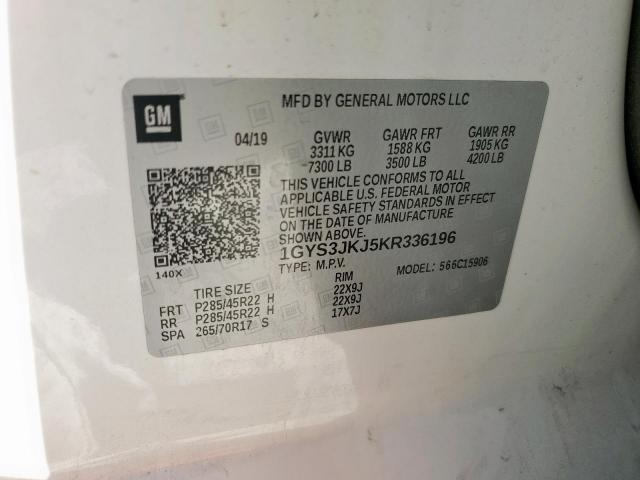 GM
MFD BY GENERAL MOTORS LLC
04/19 GVWR GAWR FRT GAWR RR
3311 KG 1588 KG 1905 KG
7300 LB 3500 LB 4200 LB
THIS VEHICLE CONFORMS TO ALL
APPLICABLE U.S. FEDERAL MOTOR
VEHICLE SAFETY STANDARDS IN EFFECT
ON THE DATE OF MANUFACTURE
SHOWN ABOVE.
1GYS3JKJ5KR336196
TYPE: M.P.V. MODEL: 566C15906
140X
TIRE SIZE RIM
FRT P285/45R22 H 22X9J
RR P285/45R22 H 22X9J
SPA 265/70R17 S 17X7J